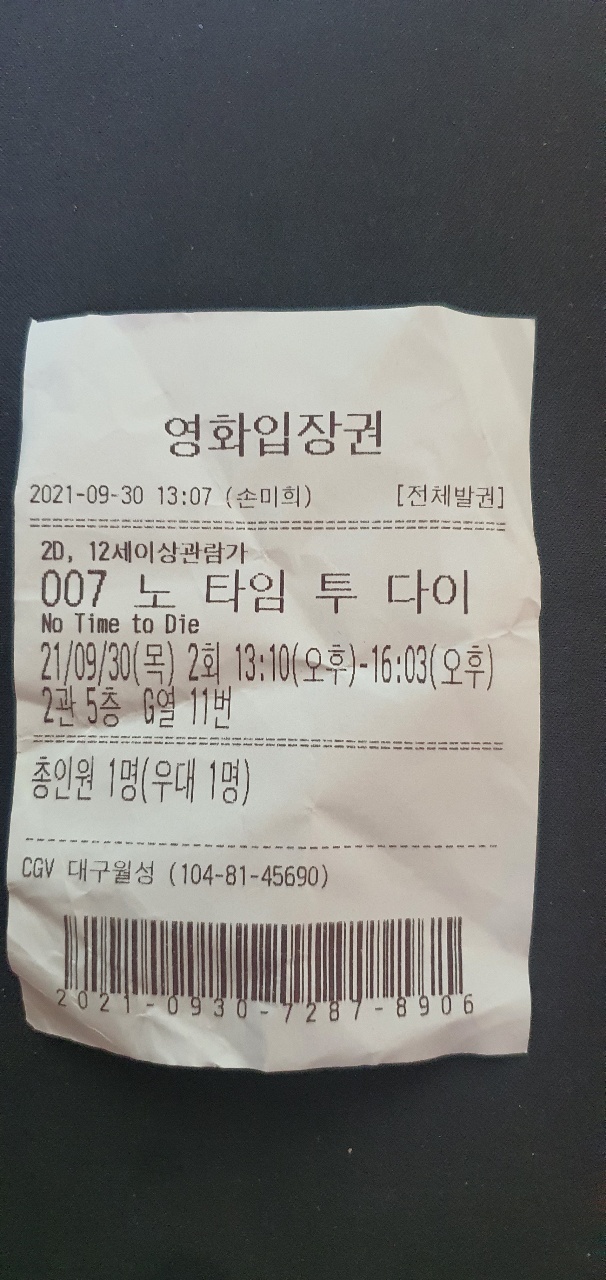 영화입장권
2021-09-30 13:07 (손미희) [전체발권]
2D, 12세이상관람가
007 노 타임 투 다이
No Time to Die
21/09/30(목) 2회 13:10(오후)-16:03(오후)
2관 5층 G열 11번
총인원 1명(우대 1명)
CGV 대구월성 (104-81-45690)
2021-0930-7287-8906